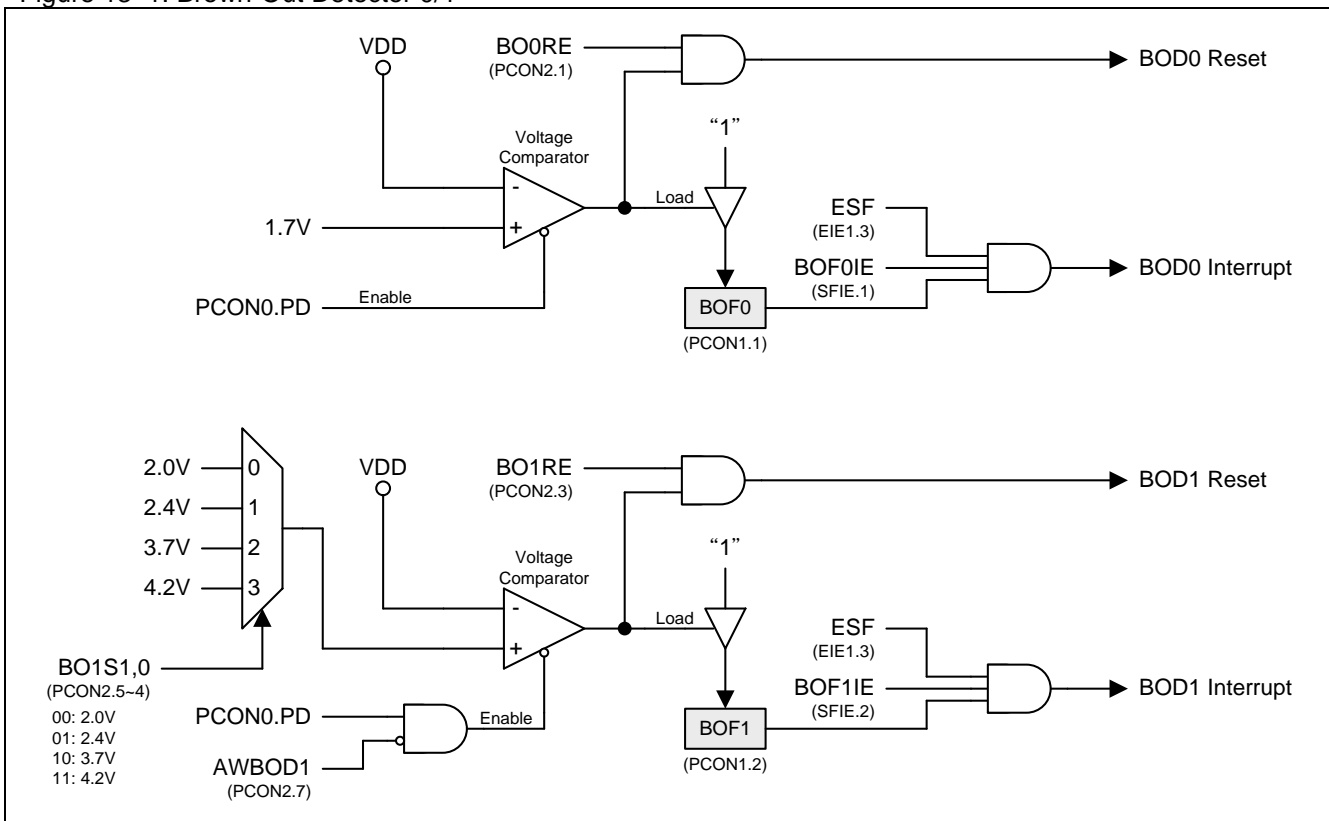 VDD
BO0RE
(PCON2.1)
BOD0 Reset
Voltage
Comparator
“1”
-
+
1.7V
Load
ESF
(EIE1.3)
BOF0IE
(SFIE.1)
BOD0 Interrupt
PCON0.PD
Enable
BOF0
(PCON1.1)
2.0V
0
2.4V
1
3.7V
2
4.2V
3
VDD
BO1RE
(PCON2.3)
BOD1 Reset
Voltage
Comparator
“1”
-
+
Load
BO1S1,0
(PCON2.5~4)
00: 2.0V
01: 2.4V
10: 3.7V
11: 4.2V
ESF
(EIE1.3)
BOF1IE
(SFIE.2)
BOD1 Interrupt
PCON0.PD
Enable
AWBOD1
(PCON2.7)
BOF1
(PCON1.2)